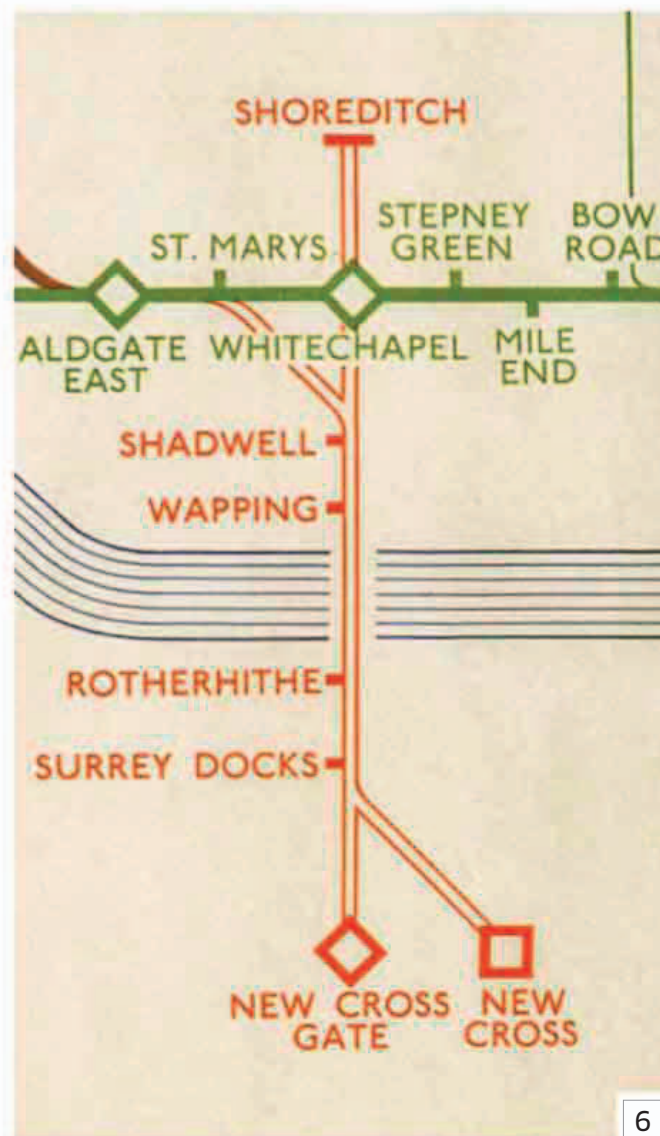 SHOREDITCH
ST. MARYS
STEPNEY
GREEN
BOW
ROAD
ALDGATE
EAST
WHITECHAPEL
MILE
END
SHADWELL
WAPPING
ROTHERHITHE
SURREY DOCKS
NEW CROSS
GATE
NEW
CROSS
6